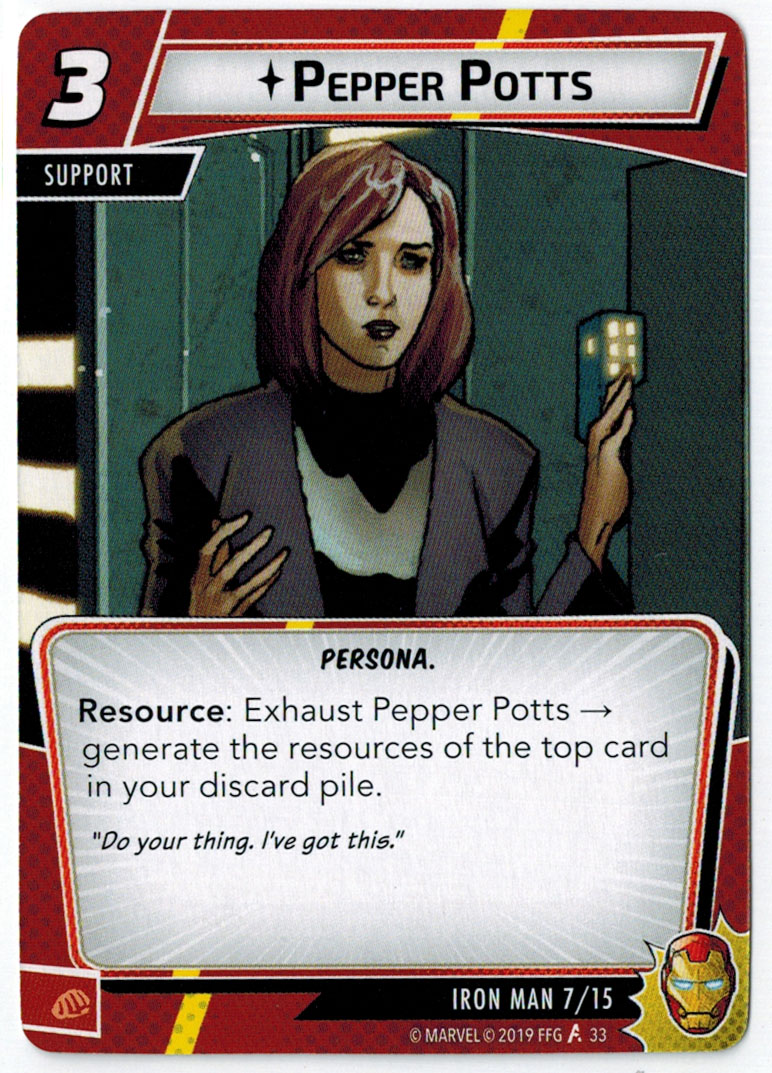 3
PEPPER POTTS
SUPPORT
PERSONA.
Resource: Exhaust Pepper Potts →
generate the resources of the top card
in your discard pile.
"Do your thing. I've got this."
IRON MAN 7/15
© MARVEL © 2019 FFG 33